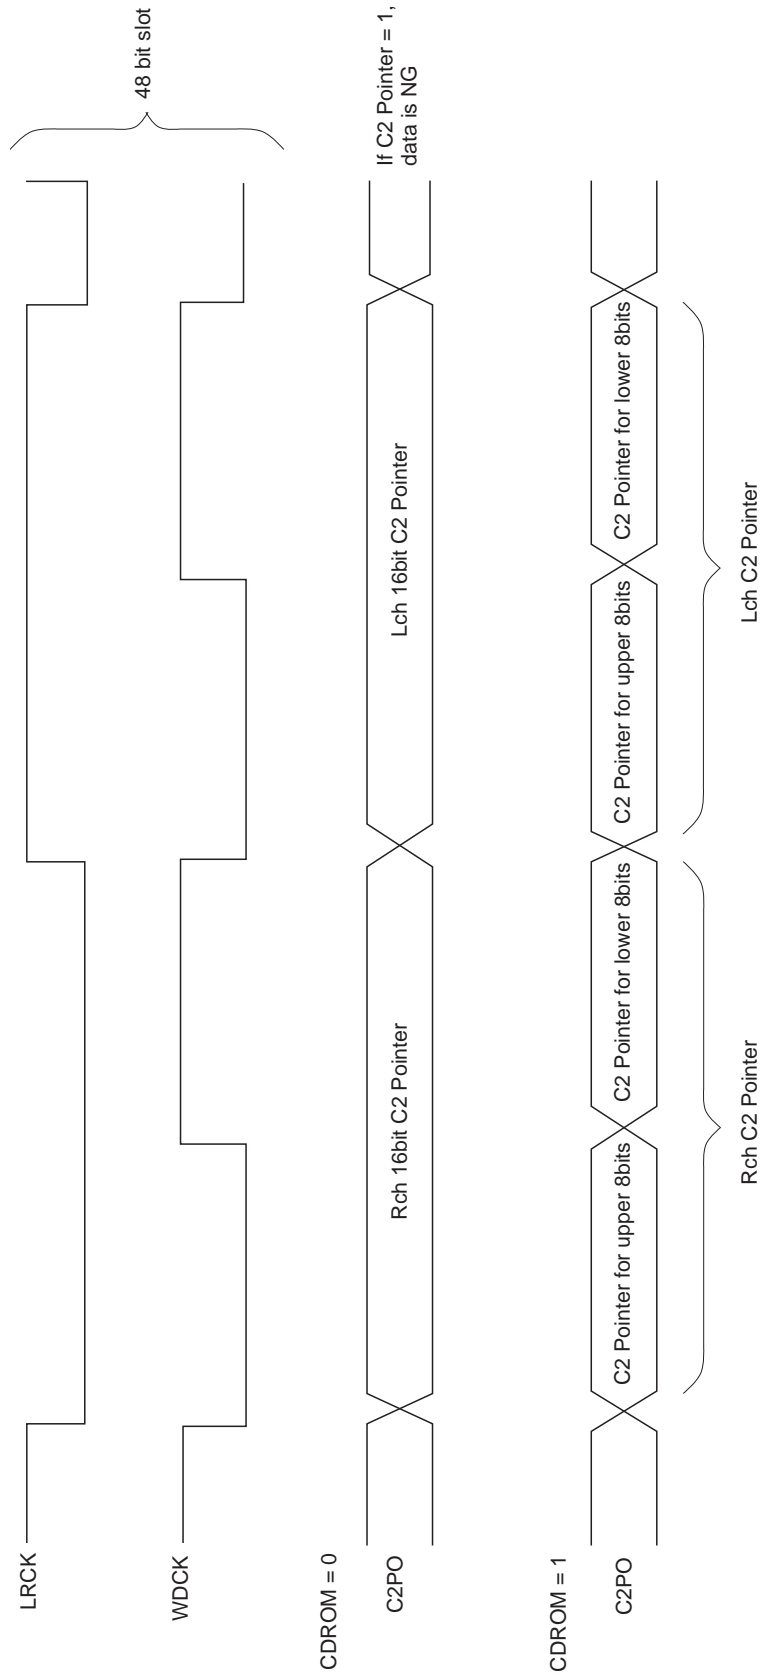 LRCK
48 bit slot
WDCK
CDROM = 0
C2PO
Rch 16bit C2 Pointer
Lch 16bit C2 Pointer
If C2 Pointer = 1,
data is NG
CDROM = 1
C2PO
C2 Pointer for upper 8bits
C2 Pointer for lower 8bits
C2 Pointer for upper 8bits
C2 Pointer for lower 8bits
Rch C2 Pointer
Lch C2 Pointer